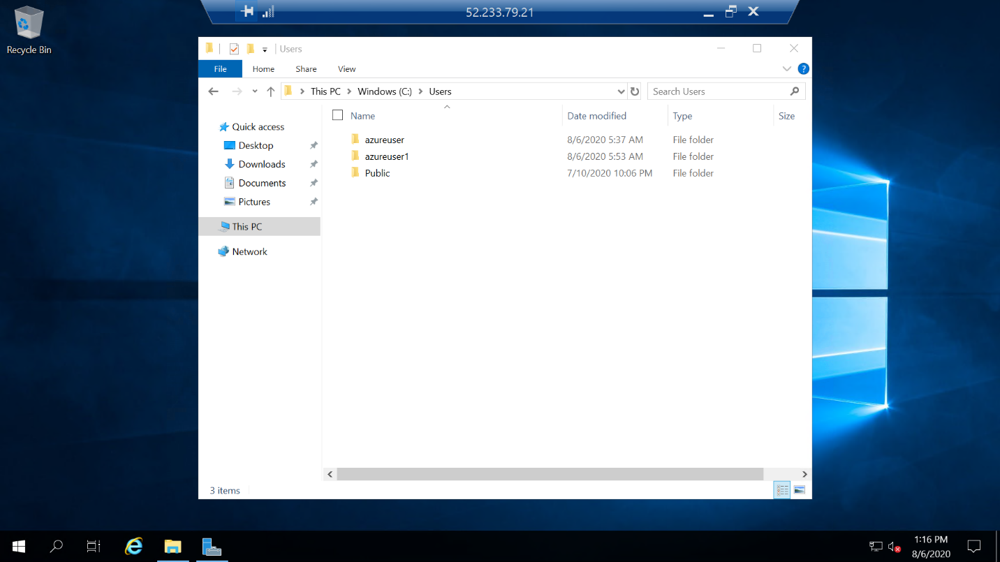 52.233.79.21
Recycle Bin
Users
File Home Share View
This PC Windows (C:) Users Search Users
Name Date modified Type Size
Quick access
Desktop
Downloads
Documents
Pictures
This PC
Network
azureuser 8/6/2020 5:37 AM File folder
azureuser1 8/6/2020 5:53 AM File folder
Public 7/10/2020 10:06 PM File folder
3 items
1:16 PM
8/6/2020